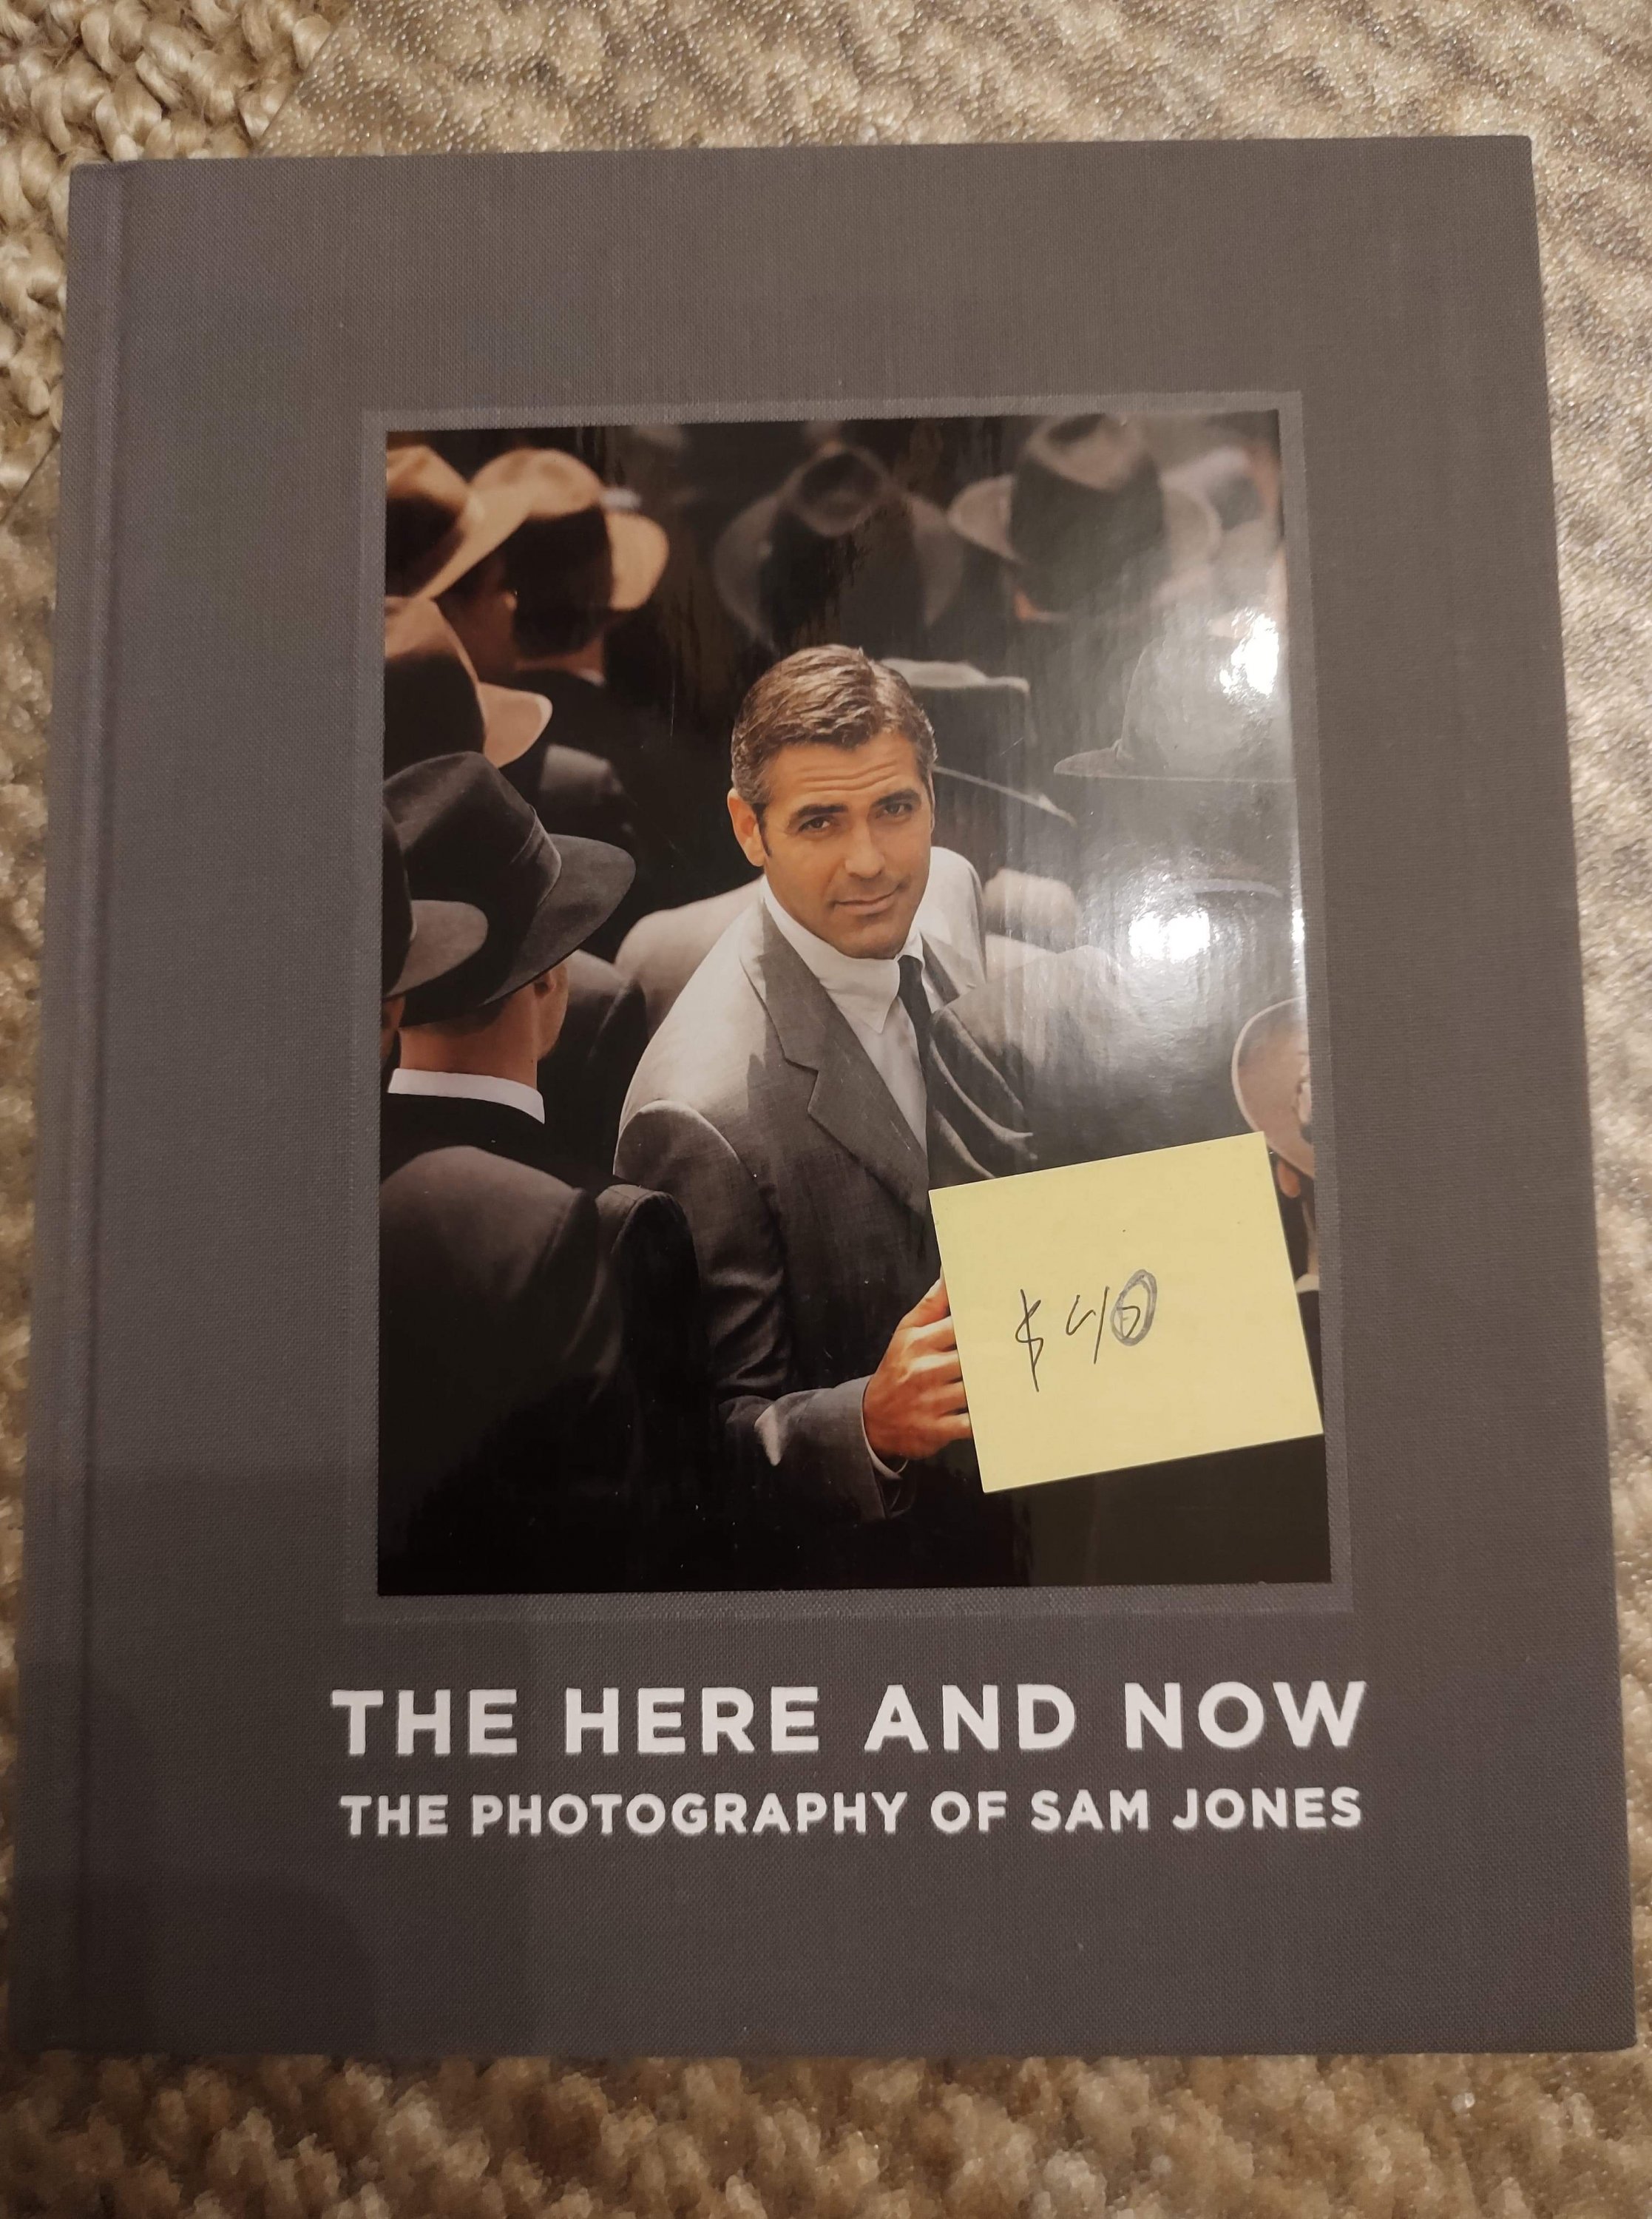 $40
THE HERE AND NOW
THE PHOTOGRAPHY OF SAM JONES